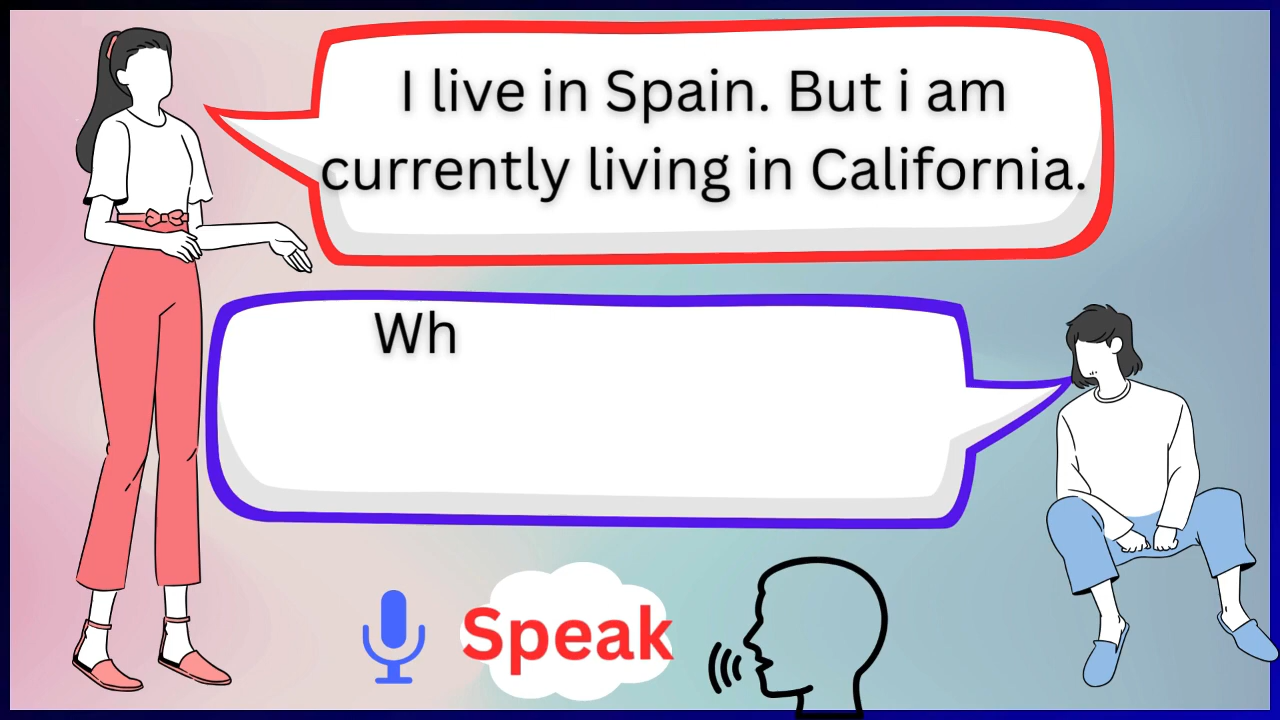 I live in Spain. But i am
currently living in California.
Wh
Speak